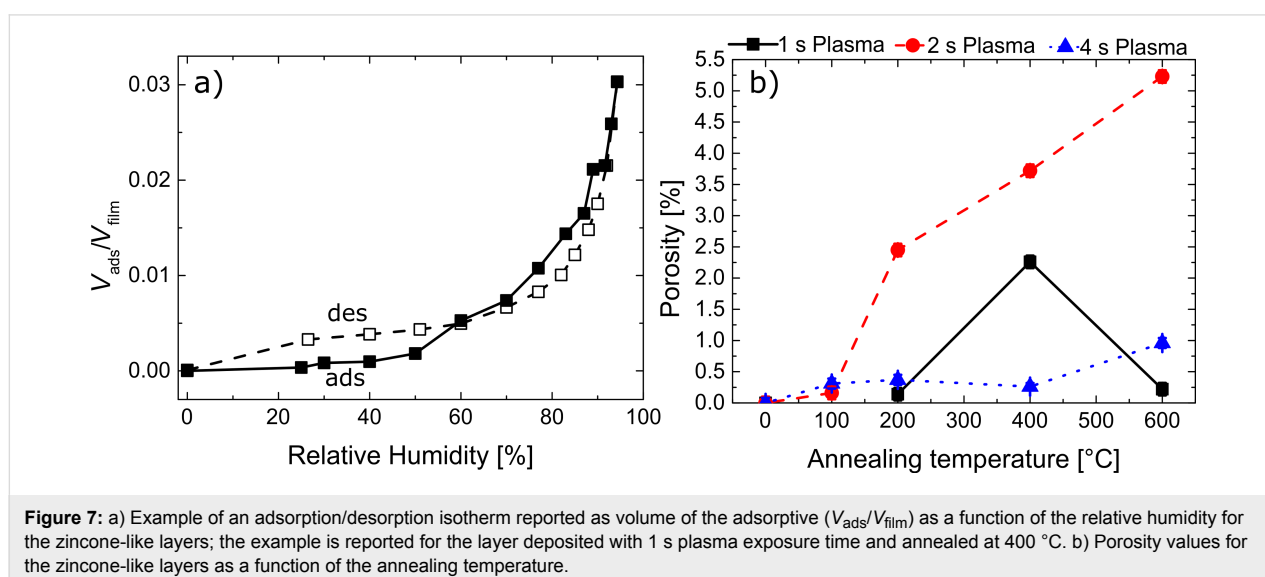 1 s Plasma 2 s Plasma 4 s Plasma
a)
0.03
0.02
0.01
0.00
V_ads/V_film
des
ads
0 20 40 60 80 100
Relative Humidity [%]
b)
5.5
5.0
4.5
4.0
3.5
3.0
2.5
2.0
1.5
1.0
0.5
0.0
Porosity [%]
0 100 200 300 400 500 600
Annealing temperature [°C]
Figure 7: a) Example of an adsorption/desorption isotherm reported as volume of the adsorptive (V_ads/V_film) as a function of the relative humidity for
the zincone-like layers; the example is reported for the layer deposited with 1 s plasma exposure time and annealed at 400 °C. b) Porosity values for
the zincone-like layers as a function of the annealing temperature.